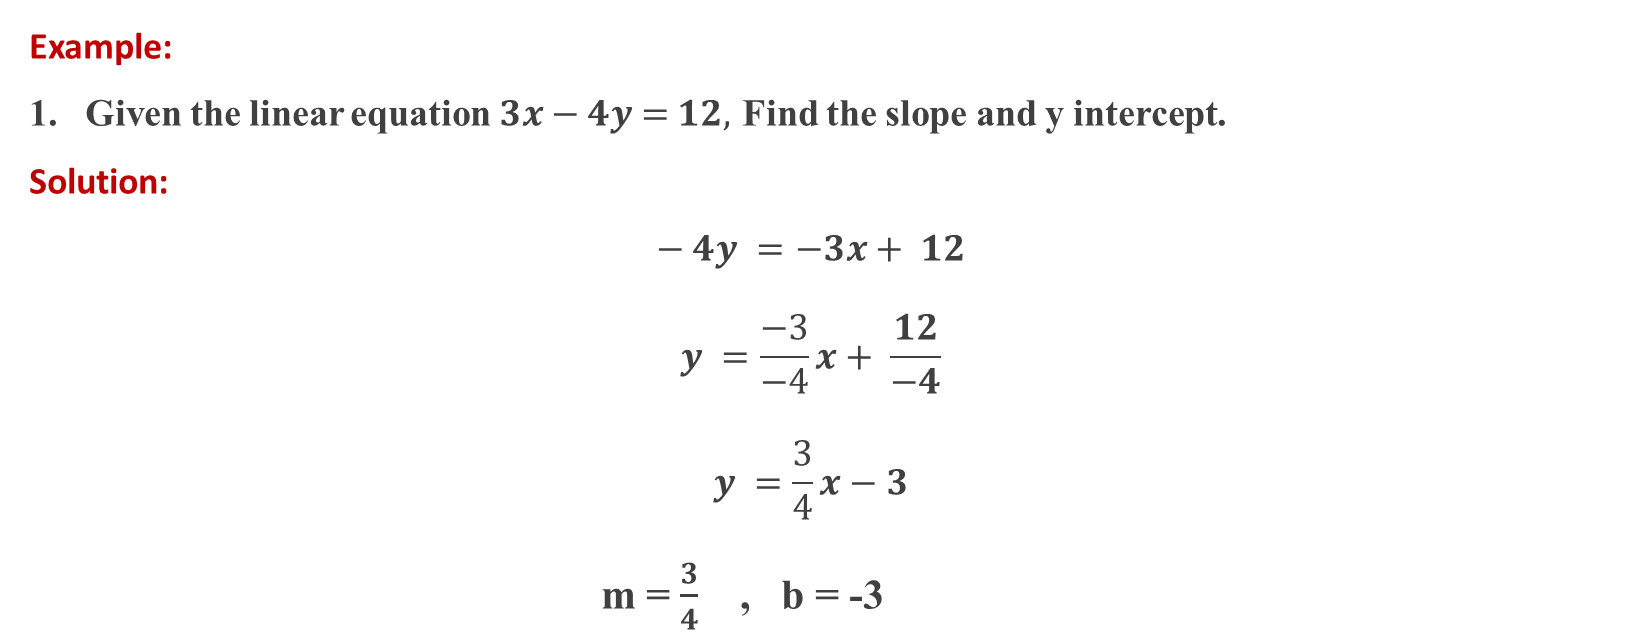 Example:
1. Given the linear equation 3x − 4y = 12, Find the slope and y intercept.
Solution:
− 4y = −3x + 12
y = −3/−4 x + 12/−4
y = 3/4 x − 3
m = 3/4 , b = -3